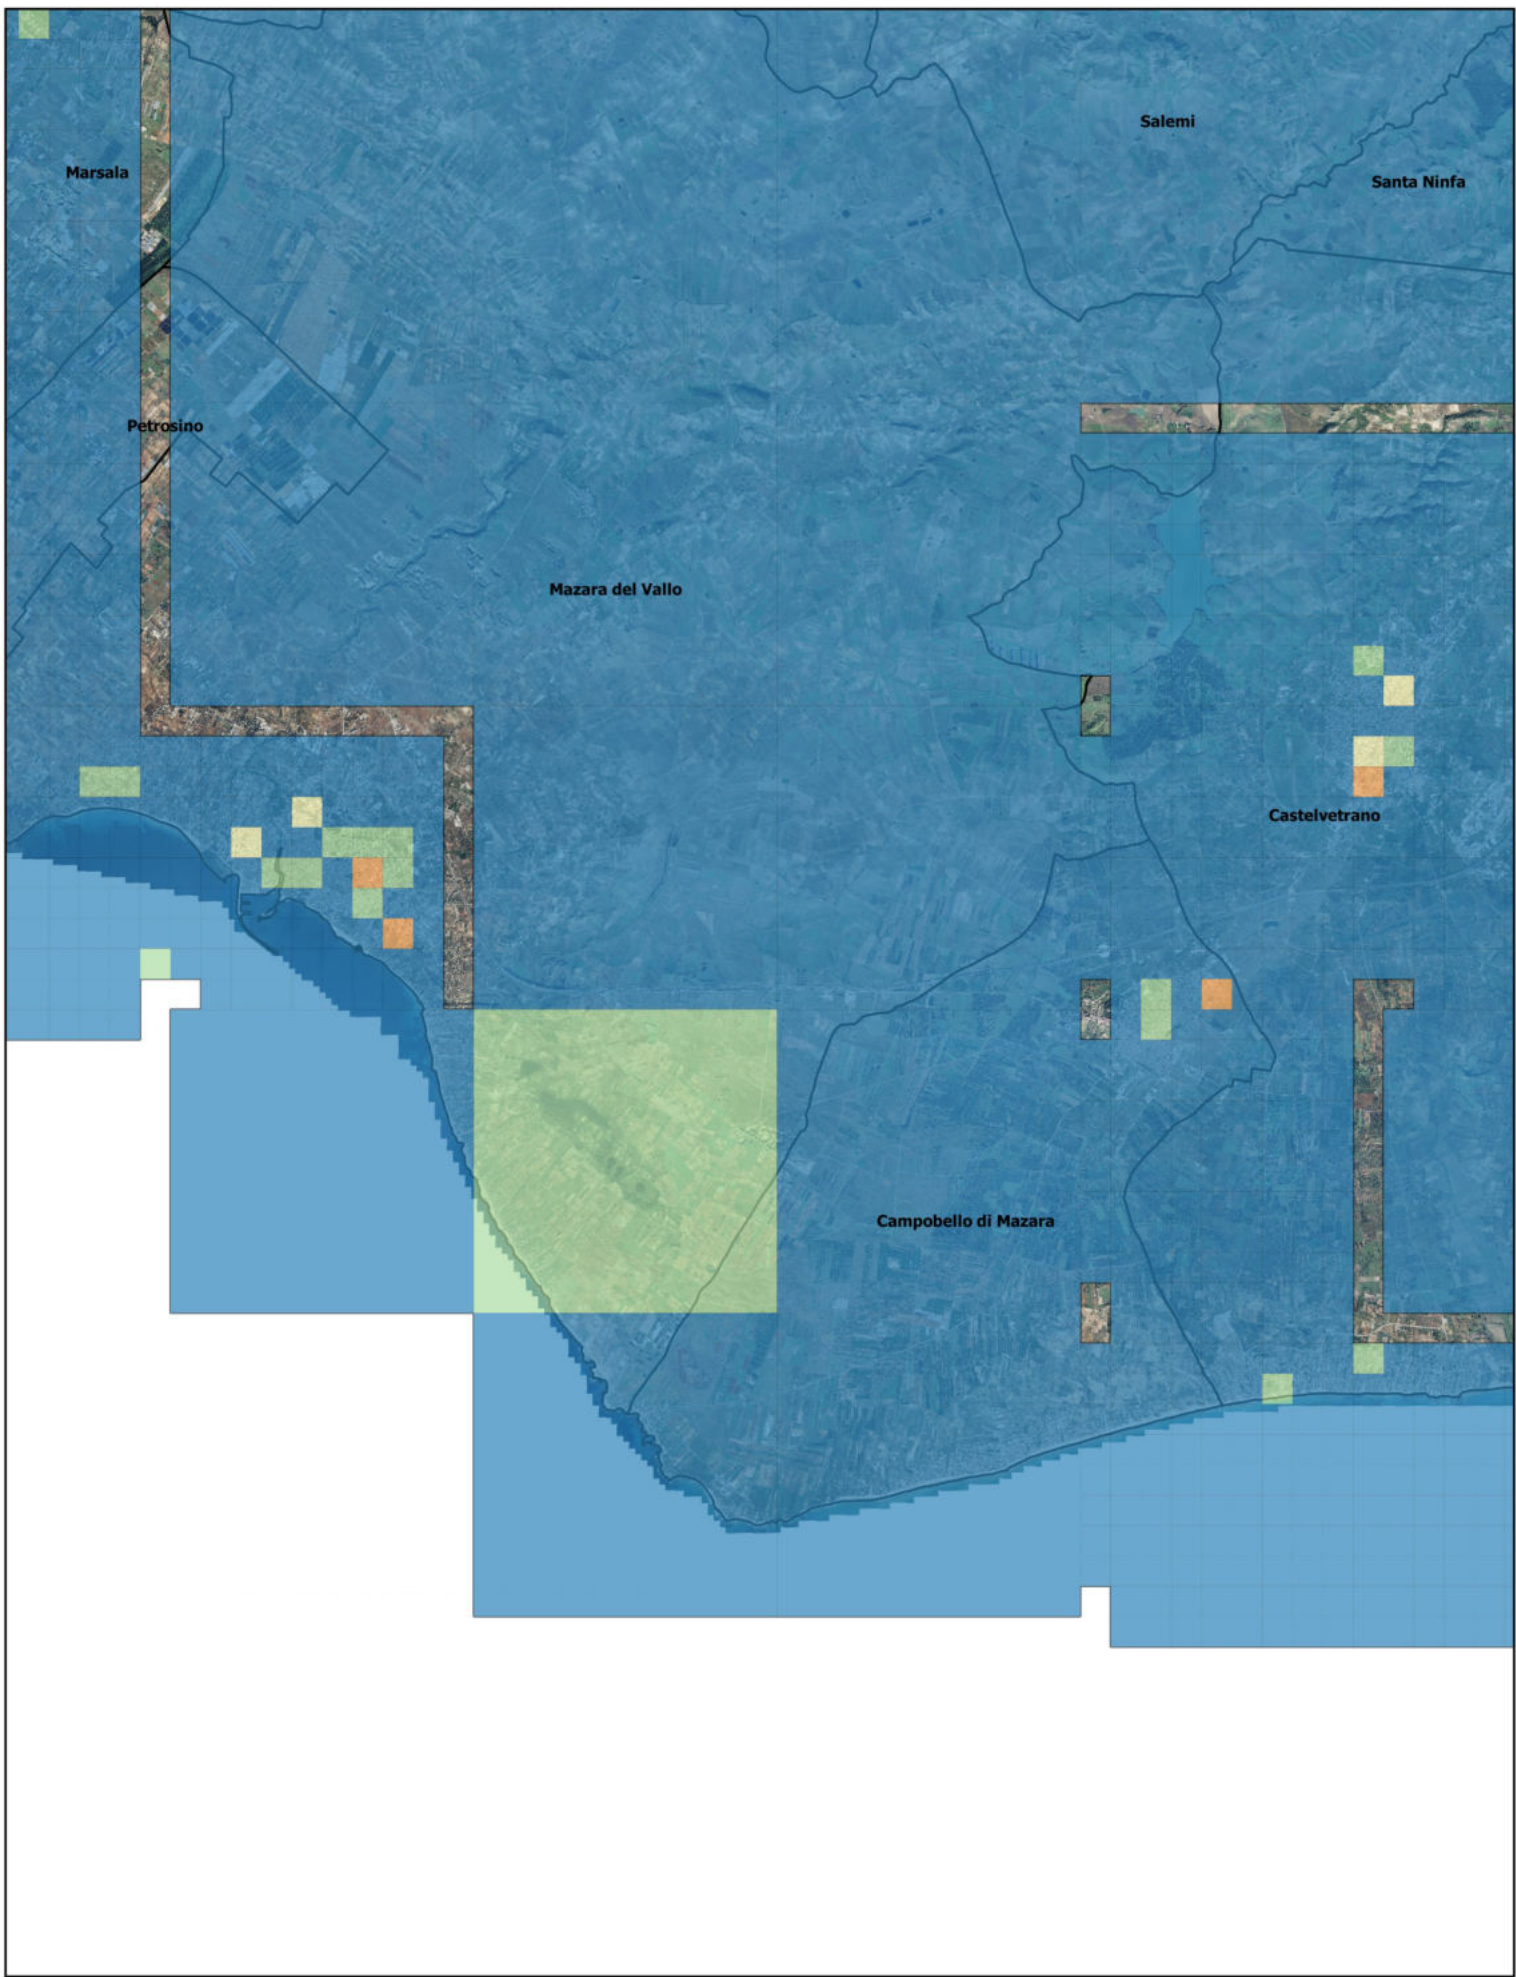 Salemi
Marsala
Santa Ninfa
Petrosino
Mazara del Vallo
Castelvetrano
Campobello di Mazara